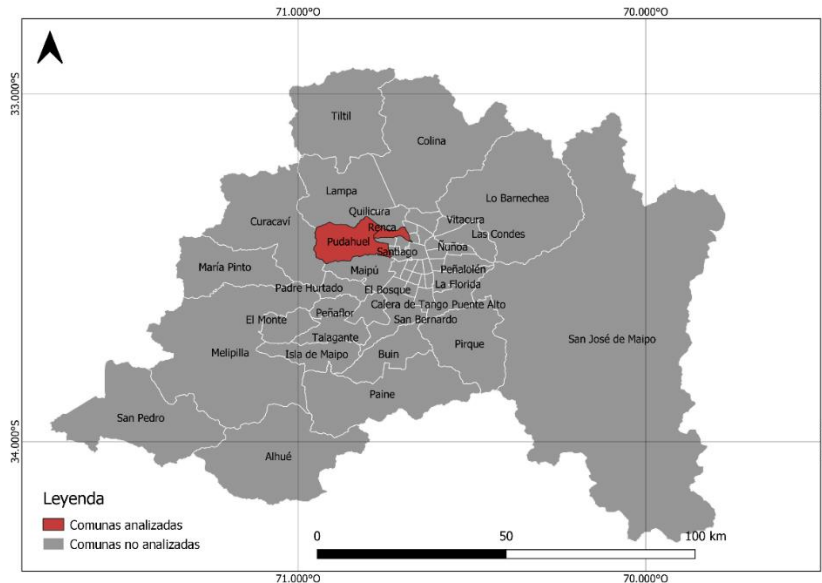 71.000°O
70.000°O
33.000°S
34.000°S
Tiltil
Colina
Lampa
Lo Barnechea
Quilicura
Curacaví
Vitacura
Renca
Las Condes
Pudahuel
Ñuñoa
Santiago
María Pinto
Maipú
Peñalolén
La Florida
Padre Hurtado
El Bosque
Calera de Tango
Puente Alto
Peñaflor
El Monte
San Bernardo
Talagante
San José de Maipo
Pirque
Melipilla
Isla de Maipo
Buin
Paine
San Pedro
Alhué
Leyenda
Comunas analizadas
Comunas no analizadas
0
50
100 km
71.000°O
70.000°O